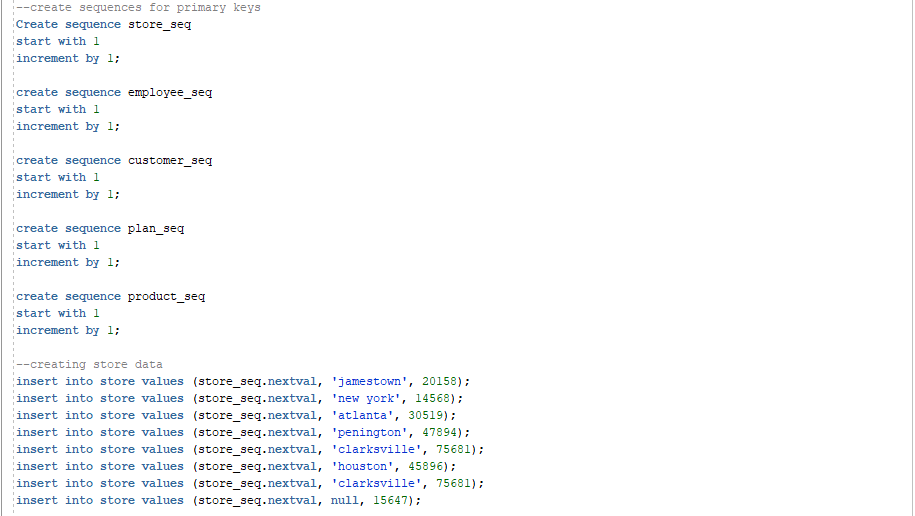 --create sequences for primary keys
Create sequence store_seq
start with 1
increment by 1;
create sequence employee_seq
start with 1
increment by 1;
create sequence customer_seq
start with 1
increment by 1;
create sequence plan_seq
start with 1
increment by 1;
create sequence product_seq
start with 1
increment by 1;
--creating store data
insert into store values (store_seq.nextval, 'jamestown', 20158);
insert into store values (store_seq.nextval, 'new york', 14568);
insert into store values (store_seq.nextval, 'atlanta', 30519);
insert into store values (store_seq.nextval, 'penington', 47894);
insert into store values (store_seq.nextval, 'clarksville', 75681);
insert into store values (store_seq.nextval, 'houston', 45896);
insert into store values (store_seq.nextval, 'clarksville', 75681);
insert into store values (store_seq.nextval, null, 15647);